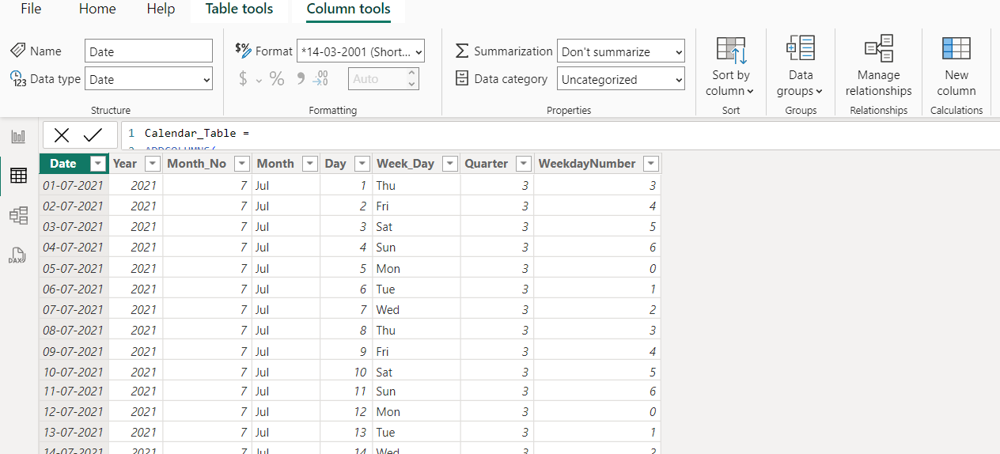 File Home Help Table tools Column tools
Name Date $% Format *14-03-2001 (Short... Summarization Don't summarize
Data type Date $ % 9 .00 Auto Data category Uncategorized
Sort by column Data groups Manage relationships New column
Structure Formatting Properties Sort Groups Relationships Calculations
1 Calendar_Table =
2 ADDCOLUMNS(
Date Year Month_No Month Day Week_Day Quarter WeekdayNumber
01-07-2021 2021 7 Jul 1 Thu 3 3
02-07-2021 2021 7 Jul 2 Fri 3 4
03-07-2021 2021 7 Jul 3 Sat 3 5
04-07-2021 2021 7 Jul 4 Sun 3 6
05-07-2021 2021 7 Jul 5 Mon 3 0
06-07-2021 2021 7 Jul 6 Tue 3 1
07-07-2021 2021 7 Jul 7 Wed 3 2
08-07-2021 2021 7 Jul 8 Thu 3 3
09-07-2021 2021 7 Jul 9 Fri 3 4
10-07-2021 2021 7 Jul 10 Sat 3 5
11-07-2021 2021 7 Jul 11 Sun 3 6
12-07-2021 2021 7 Jul 12 Mon 3 0
13-07-2021 2021 7 Jul 13 Tue 3 1
14-07-2021 2021 7 Jul 14 Wed 3 2
DAX